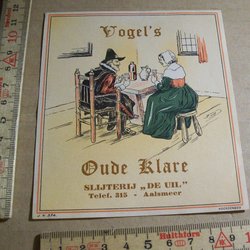 Vogel's
Oude Klare
SLIJTERIJ „DE UIL"
Telef. 315 - Aalsmeer